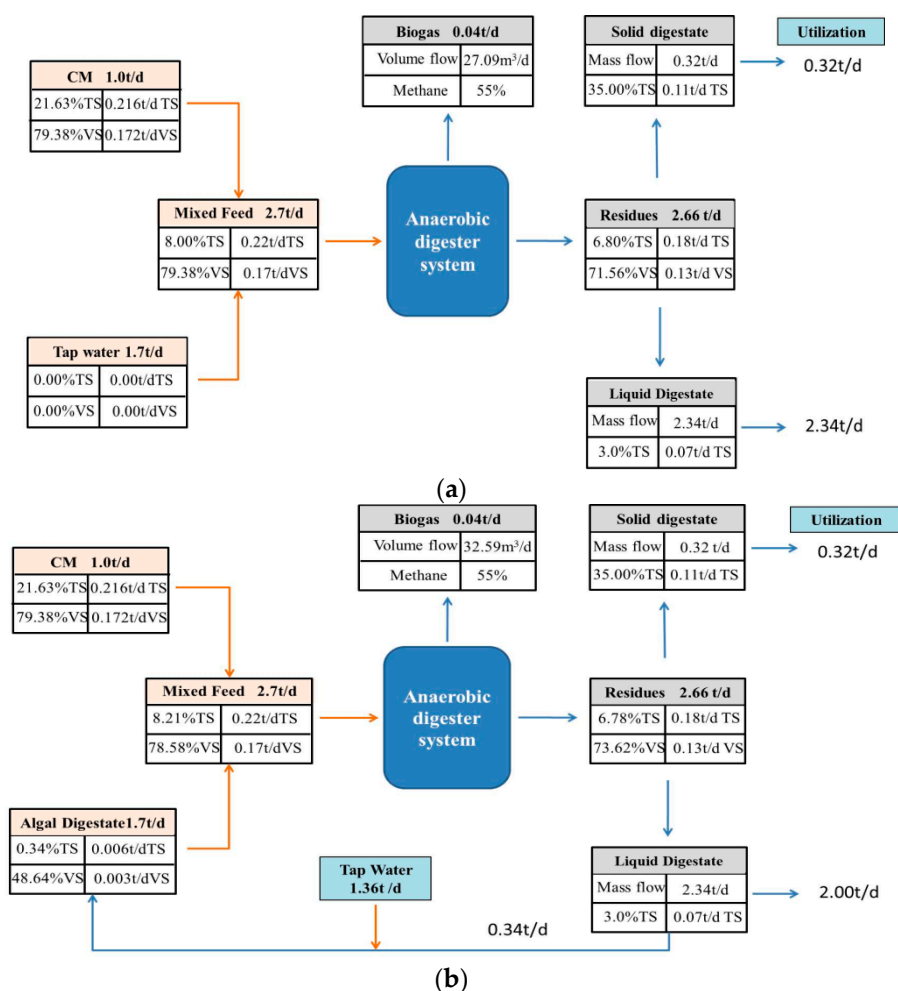 Biogas 0.04t/d
Volume flow 27.09m³/d
Methane 55%
Solid digestate
Mass flow 0.32t/d
35.00%TS 0.11t/d TS
Utilization
0.32t/d
CM 1.0t/d
21.63%TS 0.216t/d TS
79.38%VS 0.172t/dVS
Mixed Feed 2.7t/d
8.00%TS 0.22t/dTS
79.38%VS 0.17t/dVS
Anaerobic
digester
system
Residues 2.66 t/d
6.80%TS 0.18t/d TS
71.56%VS 0.13t/d VS
Tap water 1.7t/d
0.00%TS 0.00t/dTS
0.00%VS 0.00t/dVS
Liquid Digestate
Mass flow 2.34t/d
3.0%TS 0.07t/d TS
2.34t/d
(a)
Biogas 0.04t/d
Volume flow 32.59m³/d
Methane 55%
Solid digestate
Mass flow 0.32 t/d
35.00%TS 0.11t/d TS
Utilization
0.32t/d
CM 1.0t/d
21.63%TS 0.216t/d TS
79.38%VS 0.172t/dVS
Mixed Feed 2.7t/d
8.21%TS 0.22t/dTS
78.58%VS 0.17t/dVS
Anaerobic
digester
system
Residues 2.66 t/d
6.78%TS 0.18t/d TS
73.62%VS 0.13t/d VS
Algal Digestate1.7t/d
0.34%TS 0.006t/dTS
48.64%VS 0.003t/dVS
Tap Water
1.36t /d
Liquid Digestate
Mass flow 2.34t/d
3.0%TS 0.07t/d TS
2.00t/d
0.34t/d
(b)